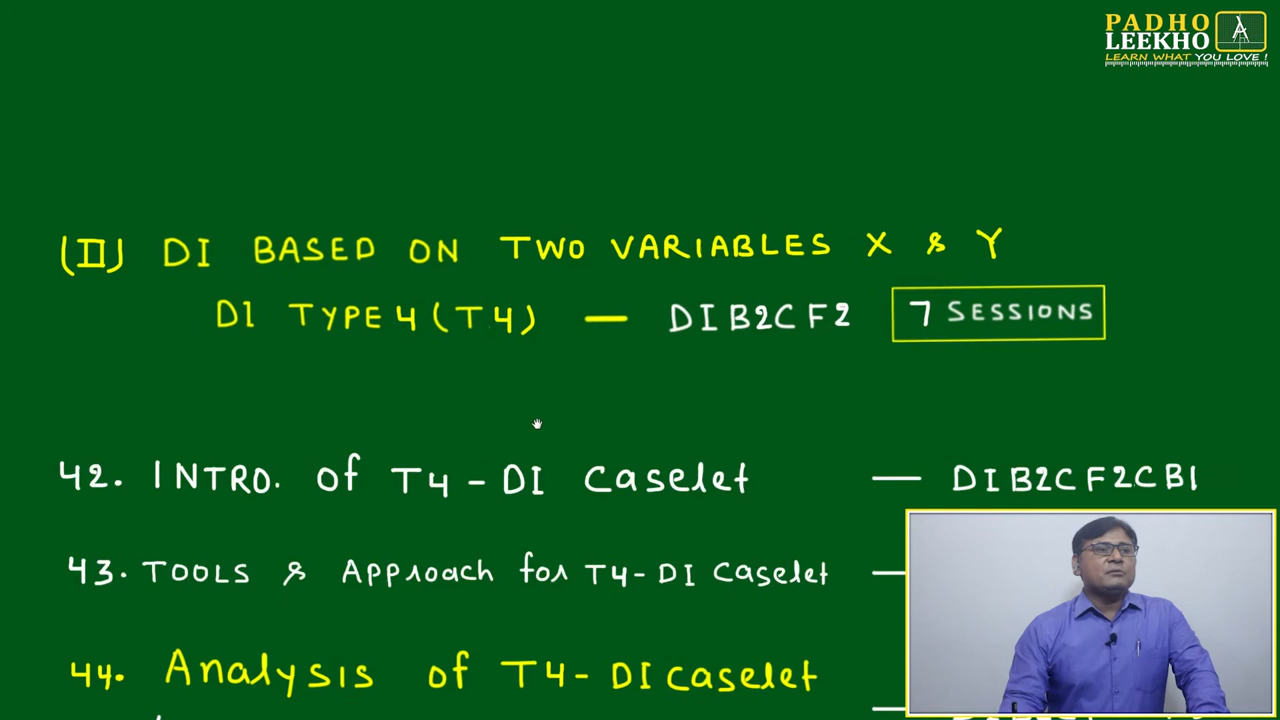 PADHO
LEEKHO
LEARN WHAT YOU LOVE !
(II) DI BASED ON TWO VARIABLES X & Y
DI TYPE 4 (T4) — DIB2CF2 7 SESSIONS
42. INTRO. of T4 - DI Caselet — DIB2CF2CB1
43. TOOLS & Approach for T4 - DI Caselet —
44. Analysis of T4 - DI caselet —